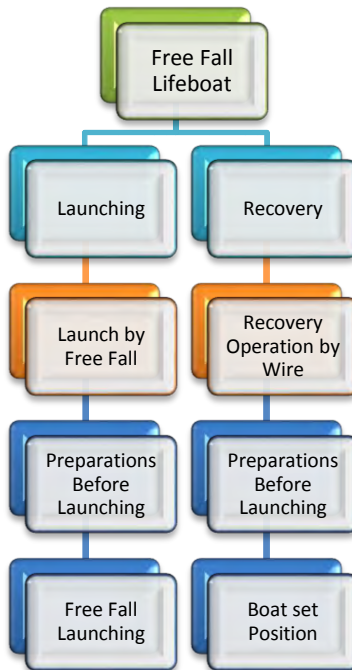 Free Fall
Lifeboat
Launching
Recovery
Launch by
Free Fall
Recovery
Operation by
Wire
Preparations
Before
Launching
Preparations
Before
Launching
Free Fall
Launching
Boat set
Position